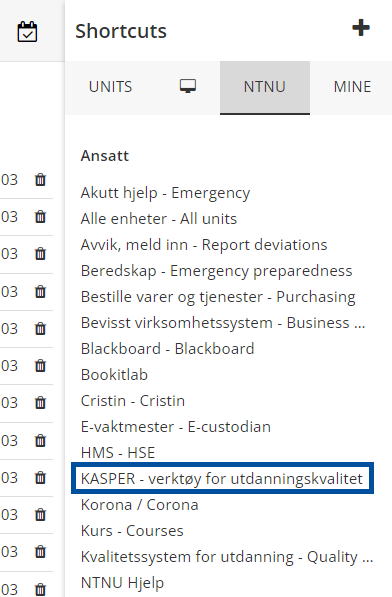 Shortcuts
UNITS NTNU MINE
Ansatt
03 Akutt hjelp - Emergency
03 Alle enheter - All units
03 Avvik, meld inn - Report deviations
Beredskap - Emergency preparedness
03 Bestille varer og tjenester - Purchasing
03 Bevisst virksomhetssystem - Business ...
Blackboard - Blackboard
03 Bookitlab
03 Cristin - Cristin
E-vaktmester - E-custodian
03 HMS - HSE
03 KASPER - verktøy for utdanningskvalitet
03 Korona / Corona
Kurs - Courses
03 Kvalitetssystem for utdanning - Quality ...
03 NTNU Hjelp